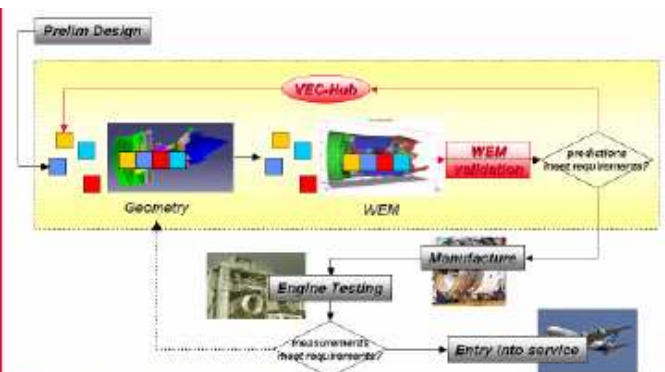 Prelim Design
VEC-Hub
WEM
validation
predictions
meet requirements?
Geometry
WEM
Manufacture
Engine Testing
measurements
meet requirements?
Entry into service